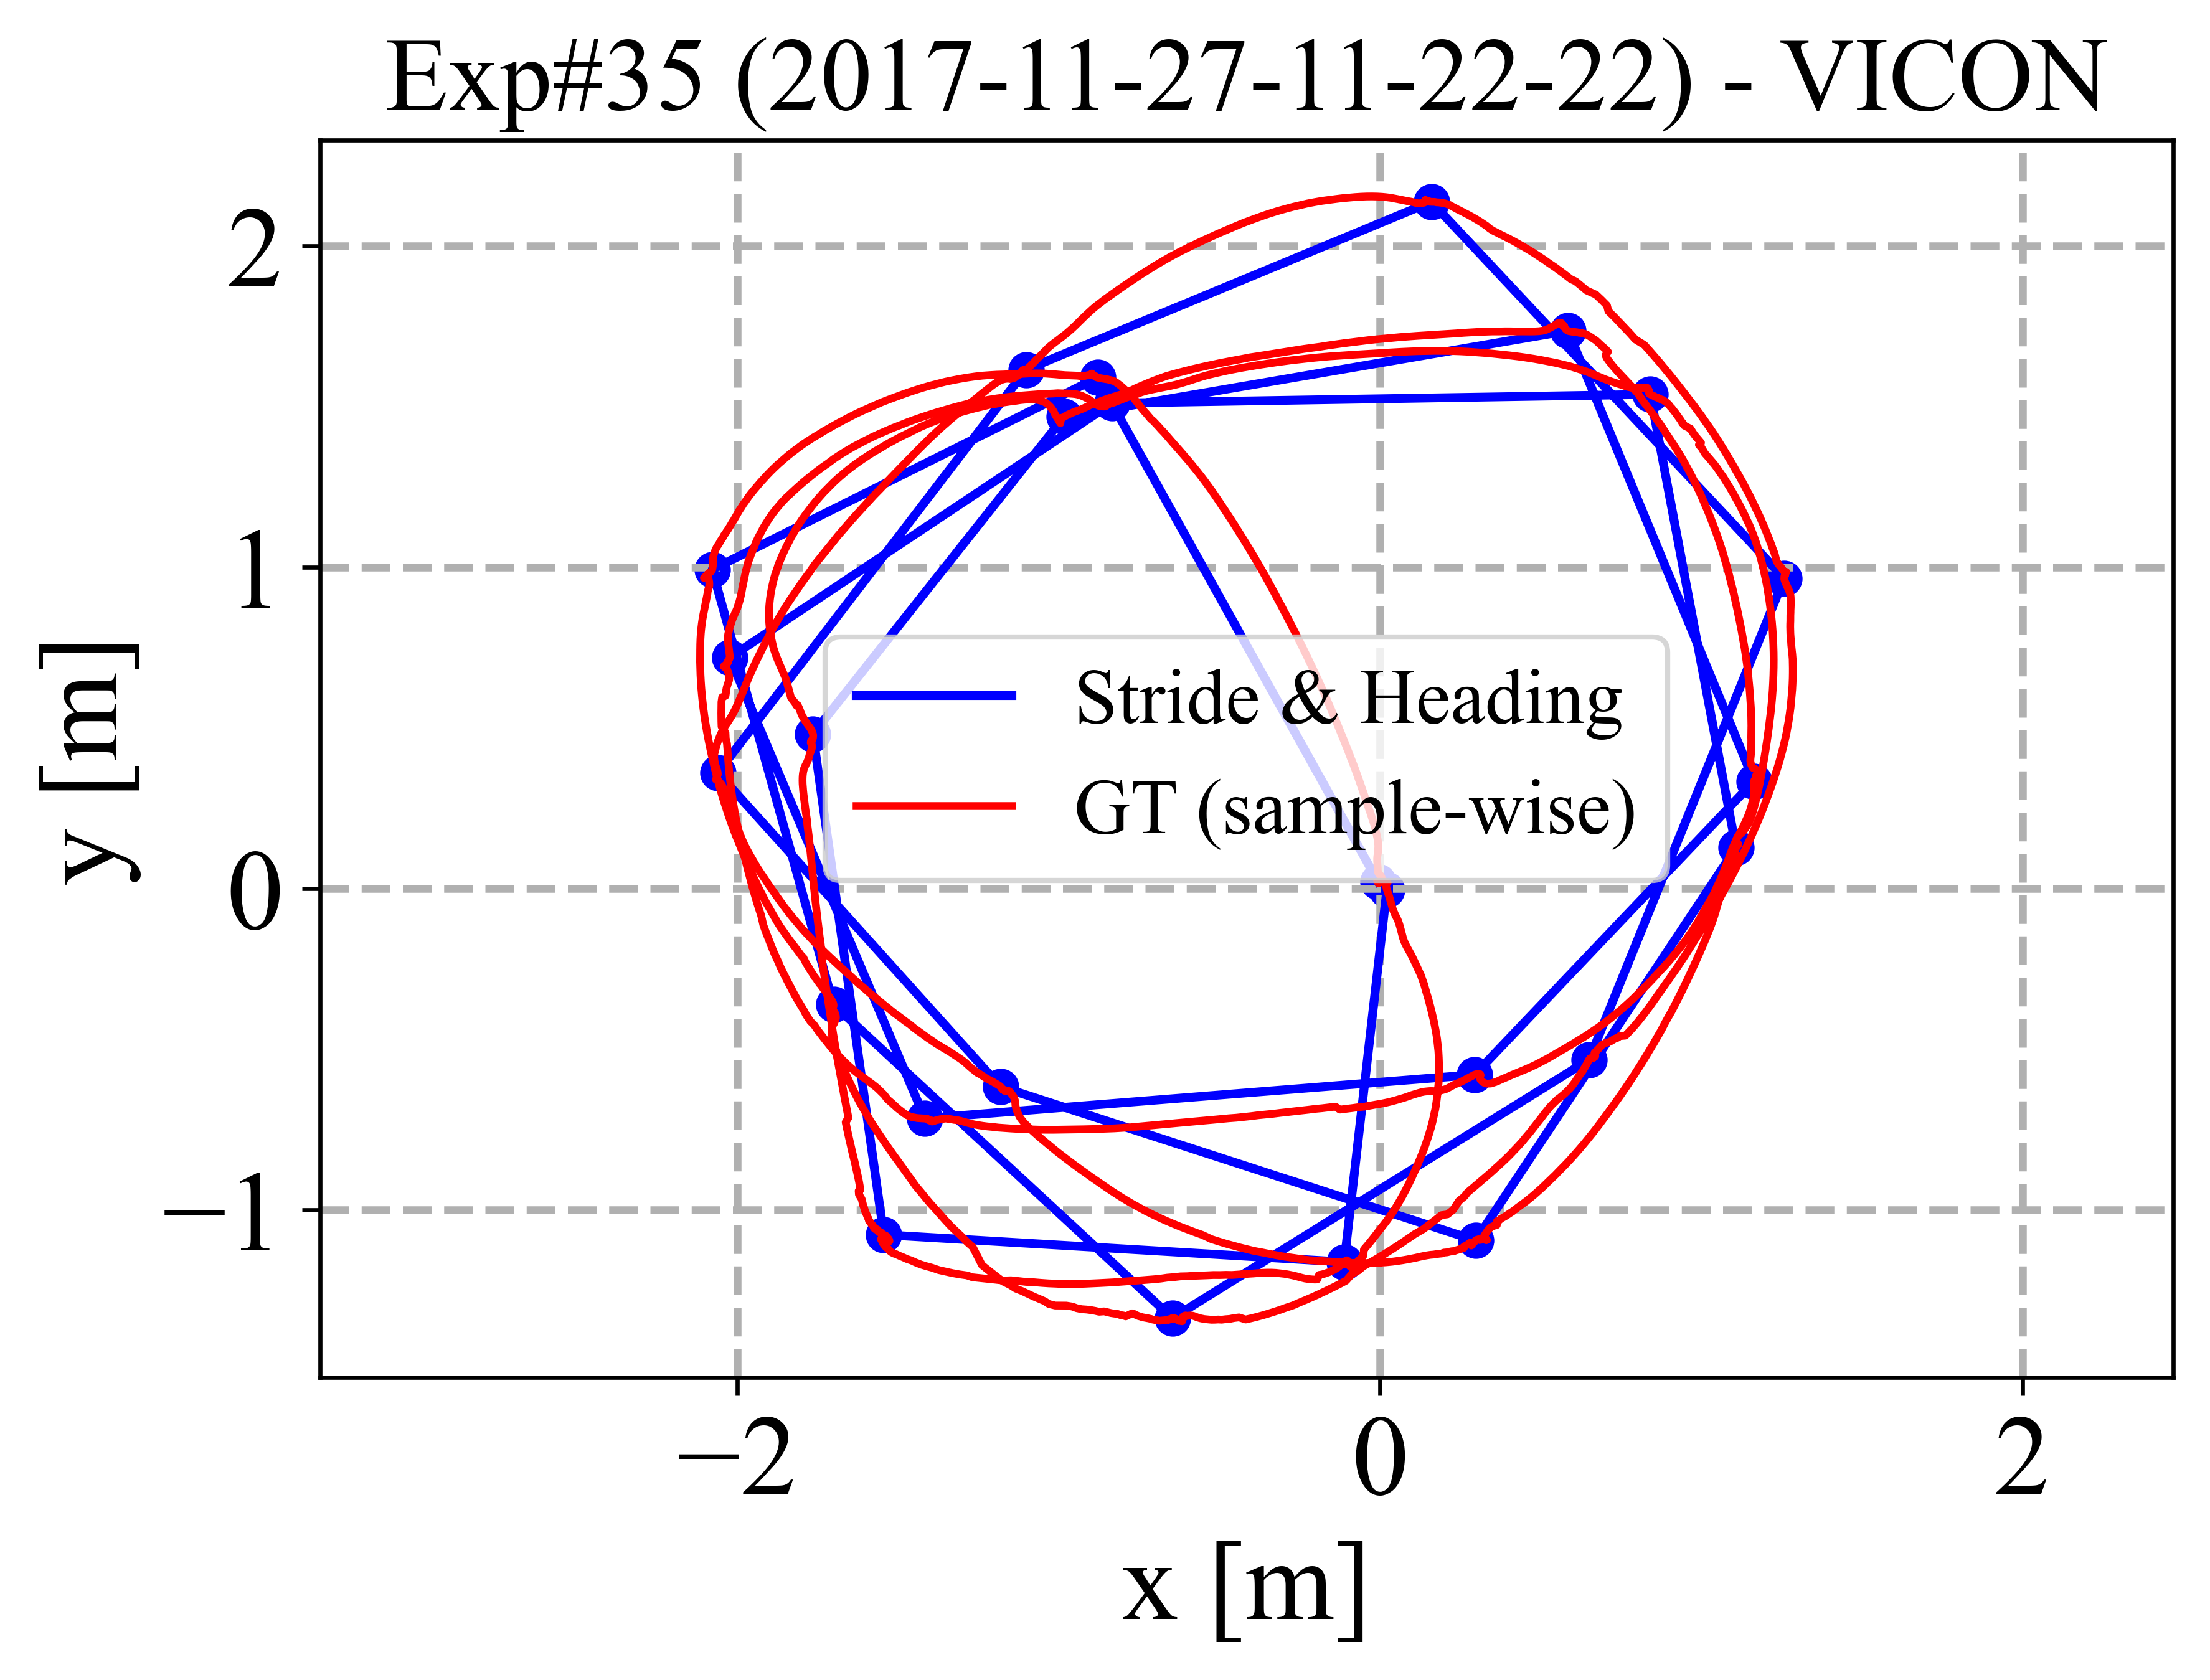 Exp#35 (2017-11-27-11-22-22) - VICON
2
1
0
−1
y [m]
Stride & Heading
GT (sample-wise)
−2
0
2
x [m]